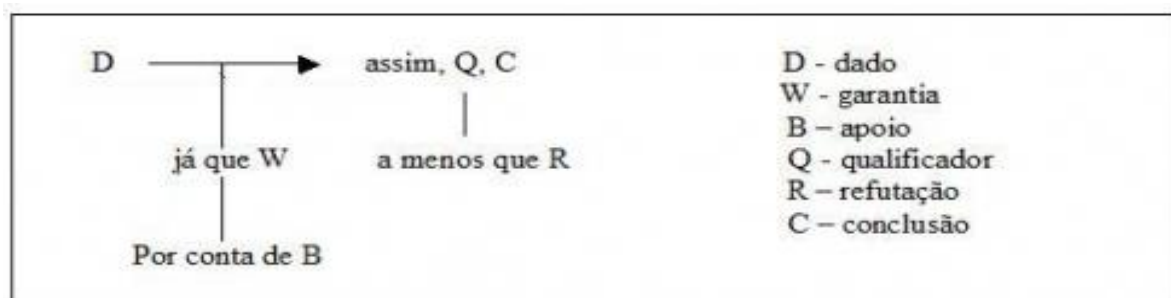 D assim, Q, C
já que W a menos que R
Por conta de B
D - dado
W - garantia
B – apoio
Q - qualificador
R – refutação
C – conclusão